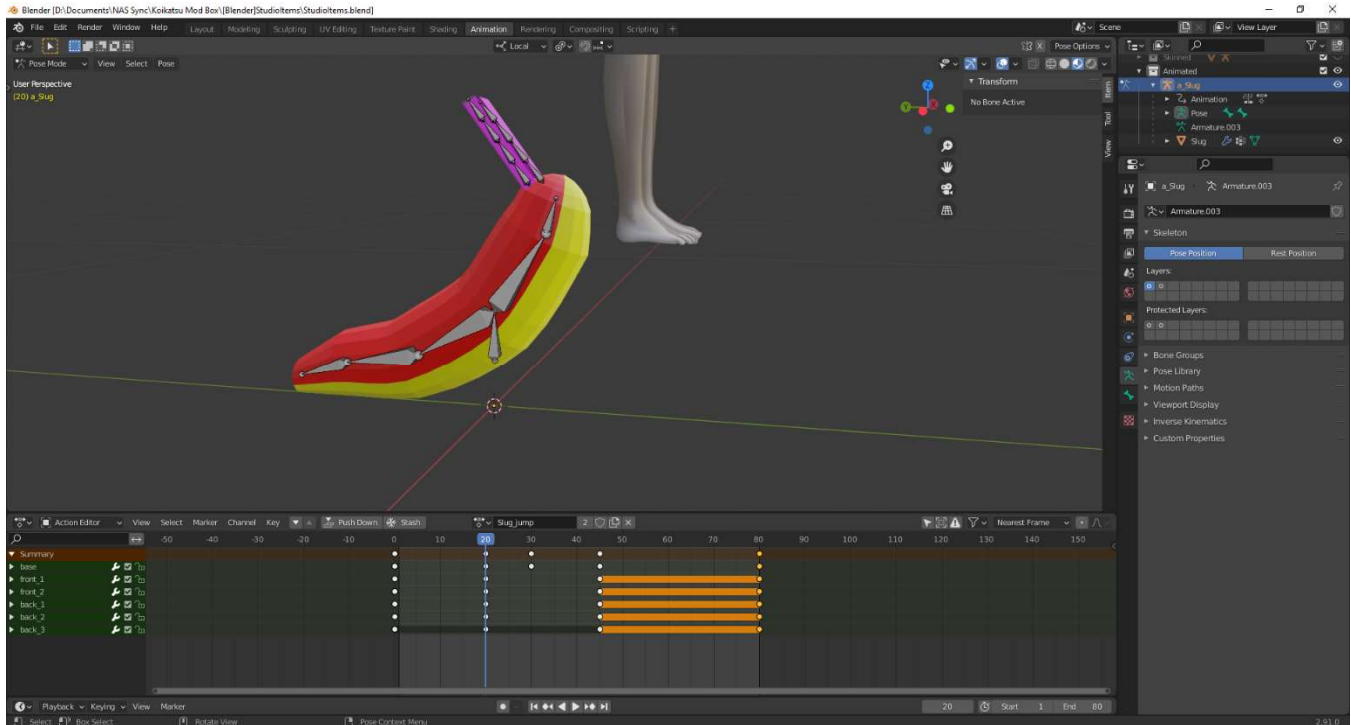 Blender [D:\Documents\NAS Sync\Koikatsu Mod Box\[Blender]StudioItems\StudioItems.blend]
File Edit Render Window Help Layout Modeling Sculpting UV Editing Texture Paint Shading Animation Rendering Compositing Scripting + Scene View Layer
Local Pose Options
Pose Mode View Select Pose
User Perspective
(20) a_Slug
Transform
No Bone Active
Item
Tool
View
Skinned
Animated
a_Slug
Animation
Pose
Armature.003
Slug
a_Slug Armature.003
Armature.003
Skeleton
Pose Position Rest Position
Layers:
Protected Layers:
Bone Groups
Pose Library
Motion Paths
Viewport Display
Inverse Kinematics
Custom Properties
Action Editor View Select Marker Channel Key Push Down Stash Slug_jump 2 Nearest Frame
-50 -40 -30 -20 -10 0 10 20 30 40 50 60 70 80 90 100 110 120 130 140 150
Summary
base
front_1
front_2
back_1
back_2
back_3
Playback Keying View Marker 20 Start 1 End 80
Select Box Select Rotate View Pose Context Menu 2.91.0